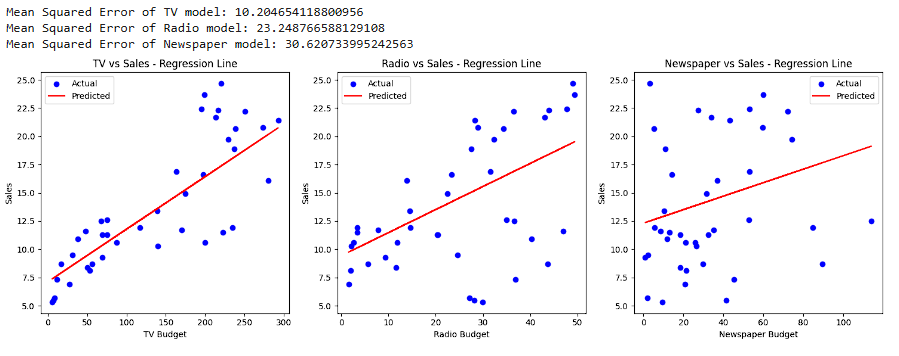 Mean Squared Error of TV model: 10.204654118800956
Mean Squared Error of Radio model: 23.248766588129108
Mean Squared Error of Newspaper model: 30.620733995242563
TV vs Sales - Regression Line
Actual
Predicted
25.0
22.5
20.0
17.5
15.0
12.5
10.0
7.5
5.0
Sales
0 50 100 150 200 250 300
TV Budget
Radio vs Sales - Regression Line
Actual
Predicted
25.0
22.5
20.0
17.5
15.0
12.5
10.0
7.5
5.0
Sales
0 10 20 30 40 50
Radio Budget
Newspaper vs Sales - Regression Line
Actual
Predicted
25.0
22.5
20.0
17.5
15.0
12.5
10.0
7.5
5.0
Sales
0 20 40 60 80 100
Newspaper Budget